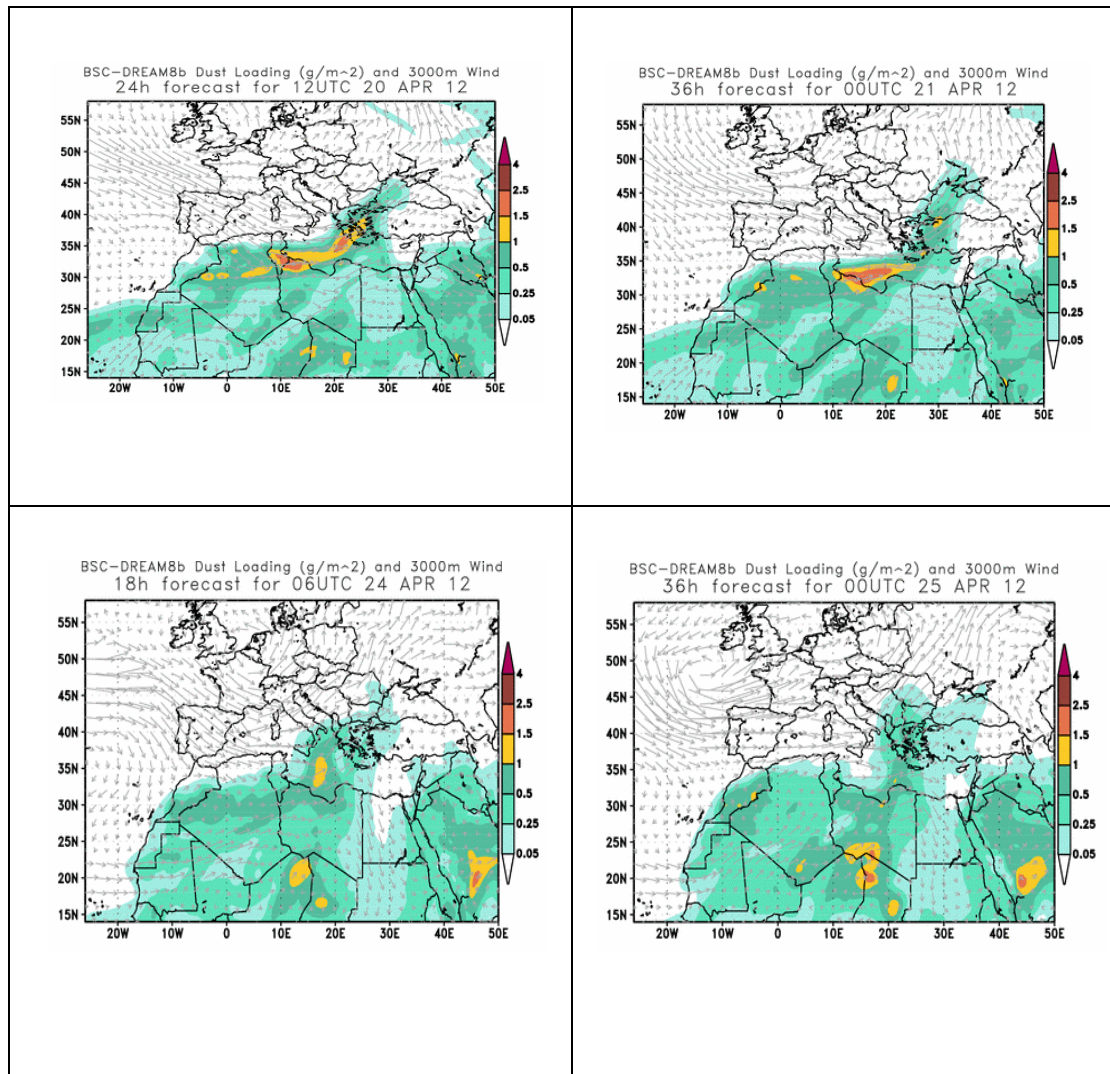 BSC-DREAM8b Dust Loading (g/m^2) and 3000m Wind
24h forecast for 12UTC 20 APR 12
55N
50N
45N
40N
35N
30N
25N
20N
15N
20W 10W 0 10E 20E 30E 40E 50E
4
2.5
1.5
1
0.5
0.25
0.05
BSC-DREAM8b Dust Loading (g/m^2) and 3000m Wind
36h forecast for 00UTC 21 APR 12
55N
50N
45N
40N
35N
30N
25N
20N
15N
20W 10W 0 10E 20E 30E 40E 50E
4
2.5
1.5
1
0.5
0.25
0.05
BSC-DREAM8b Dust Loading (g/m^2) and 3000m Wind
18h forecast for 06UTC 24 APR 12
55N
50N
45N
40N
35N
30N
25N
20N
15N
20W 10W 0 10E 20E 30E 40E 50E
4
2.5
1.5
1
0.5
0.25
0.05
BSC-DREAM8b Dust Loading (g/m^2) and 3000m Wind
36h forecast for 00UTC 25 APR 12
55N
50N
45N
40N
35N
30N
25N
20N
15N
20W 10W 0 10E 20E 30E 40E 50E
4
2.5
1.5
1
0.5
0.25
0.05